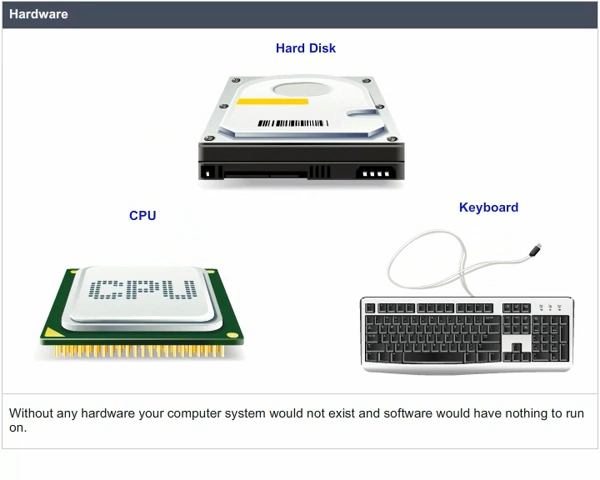 Hardware
Hard Disk
CPU
Keyboard
CPU
Without any hardware your computer system would not exist and software would have nothing to run
on.